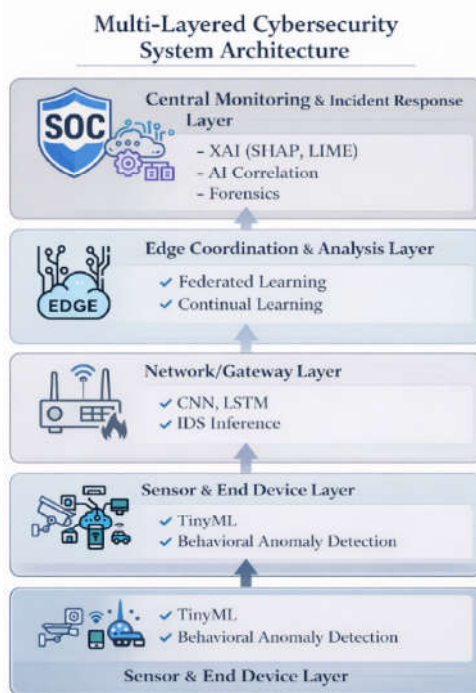 Multi-Layered Cybersecurity
System Architecture
SOC
Central Monitoring & Incident Response
Layer
- XAI (SHAP, LIME)
- AI Correlation
- Forensics
EDGE
Edge Coordination & Analysis Layer
✓ Federated Learning
✓ Continual Learning
Network/Gateway Layer
✓ CNN, LSTM
✓ IDS Inference
Sensor & End Device Layer
✓ TinyML
✓ Behavioral Anomaly Detection
✓ TinyML
✓ Behavioral Anomaly Detection
Sensor & End Device Layer